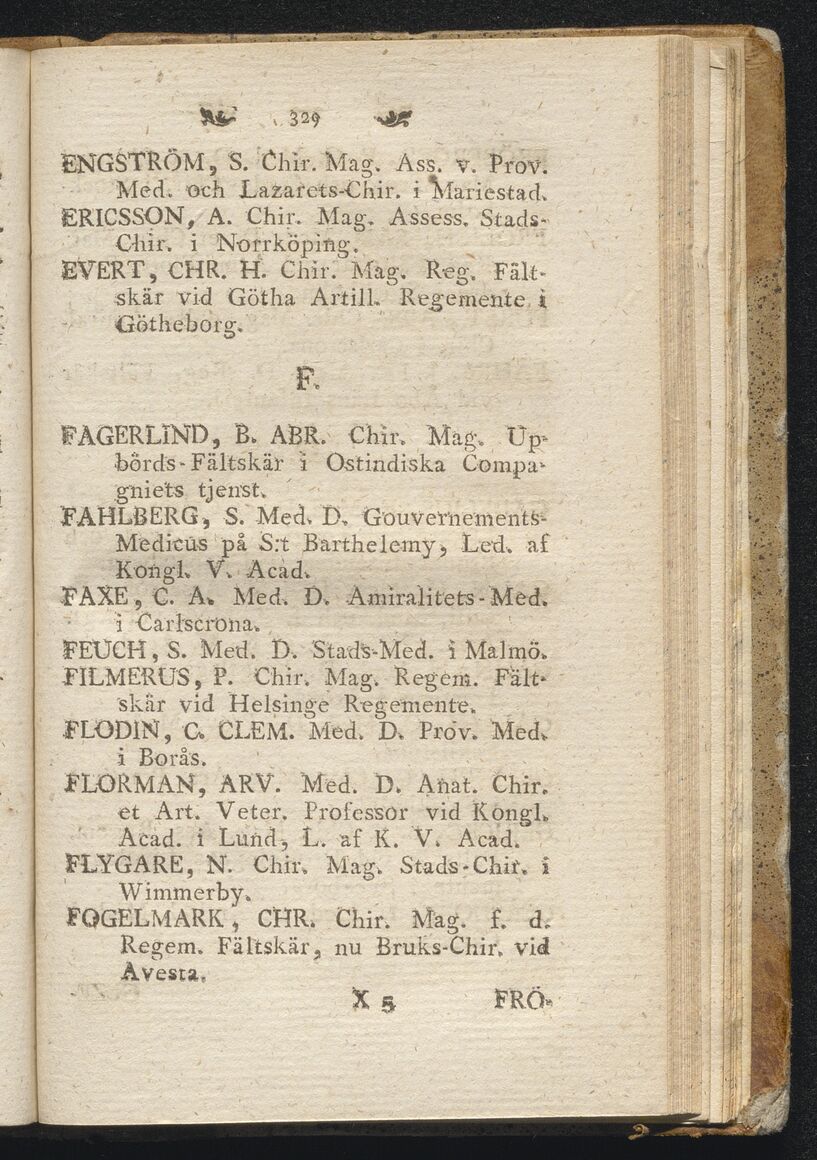 329
ENGSTRÖM, S. Chir. Mag. Ass. v. Prov.
Med. och Lazarets-Chir. i Mariestad.
ERICSSON, A. Chir. Mag. Assess. Stads-
Chir. i Norrköping.
EVERT, CHR. H. Chir. Mag. Reg. Fält-
skär vid Götha Artill. Regemente i
Götheborg.
F.
FAGERLIND, B. ABR. Chir. Mag. Up-
börds-Fältskär i Ostindiska Compa-
gniets tjenst.
FAHLBERG, S. Med. D. Gouvernements-
Medicus på S:t Barthelemy, Led. af
Kongl. V. Acad.
FAXE, C. A. Med. D. Amiralitets-Med.
i Carlscrona.
FEUCH, S. Med. D. Stads-Med. i Malmö.
FILMERUS, P. Chir. Mag. Regem. Fält-
skär vid Helsinge Regemente.
FLODIN, C. CLEM. Med. D. Prov. Med.
i Borås.
FLORMAN, ARV. Med. D. Anat. Chir.
et Art. Veter. Professor vid Kongl.
Acad. i Lund, L. af K. V. Acad.
FLYGARE, N. Chir. Mag. Stads-Chir. i
Wimmerby.
FOGELMARK, CHR. Chir. Mag. f. d.
Regem. Fältskär, nu Bruks-Chir. vid
Avesta.
X 5 FRÖ-